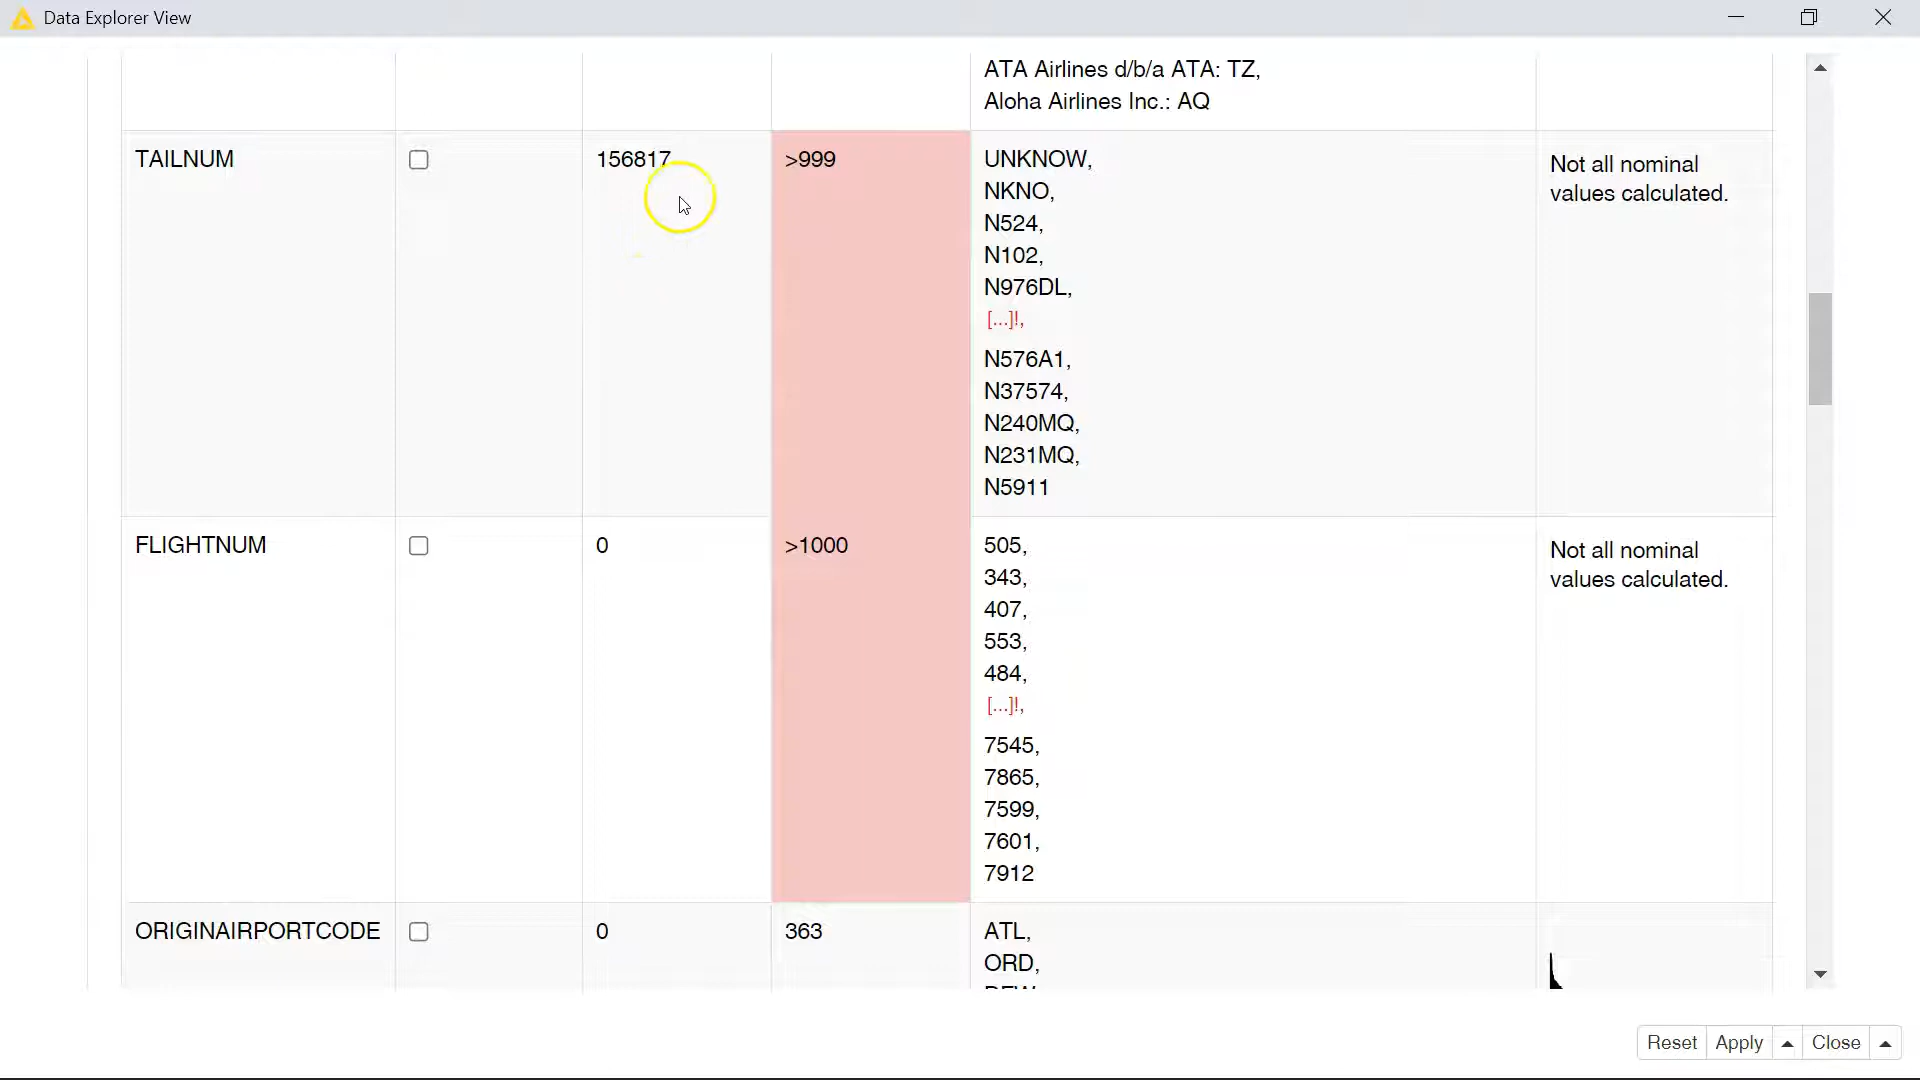 Data Explorer View
ATA Airlines d/b/a ATA: TZ,
Aloha Airlines Inc.: AQ
TAILNUM
156817
>999
UNKNOW,
NKNO,
N524,
N102,
N976DL,
[...]!,
N576A1,
N37574,
N240MQ,
N231MQ,
N5911
Not all nominal
values calculated.
FLIGHTNUM
0
>1000
505,
343,
407,
553,
484,
[...]!,
7545,
7865,
7599,
7601,
7912
Not all nominal
values calculated.
ORIGINAIRPORTCODE
0
363
ATL,
ORD,
Reset
Apply
Close